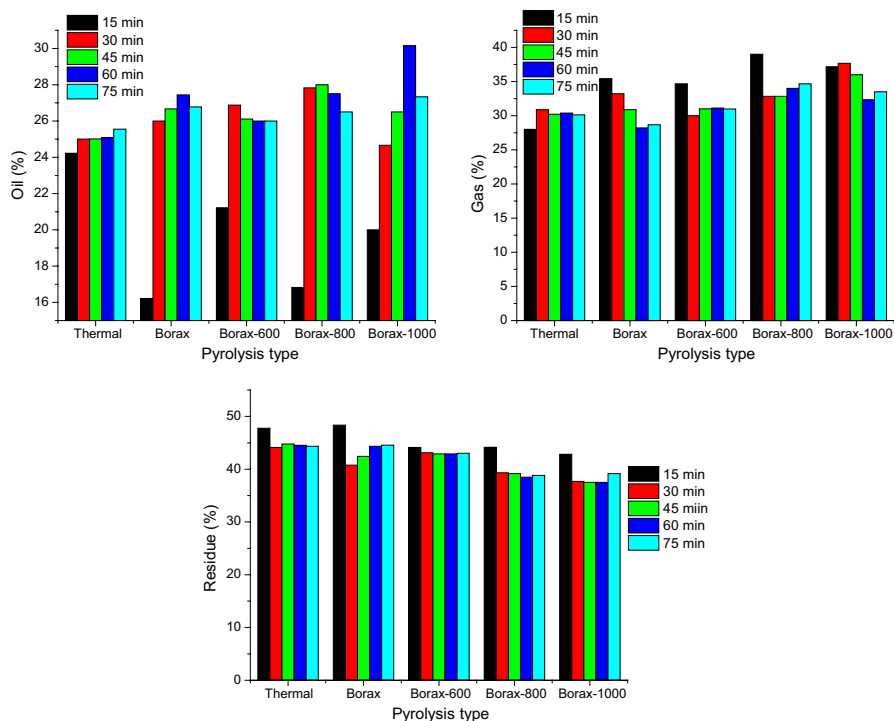 15 min
30 min
45 min
60 min
75 min
30
28
26
24
22
20
18
16
Oil (%)
Thermal Borax Borax-600 Borax-800 Borax-1000
Pyrolysis type
15 min
30 min
45 min
60 min
75 min
40
35
30
25
20
15
10
5
0
Gas (%)
Thermal Borax Borax-600 Borax-800 Borax-1000
Pyrolysis type
50
40
30
20
10
0
Residue (%)
Thermal Borax Borax-600 Borax-800 Borax-1000
Pyrolysis type
15 min
30 min
45 miin
60 min
75 min